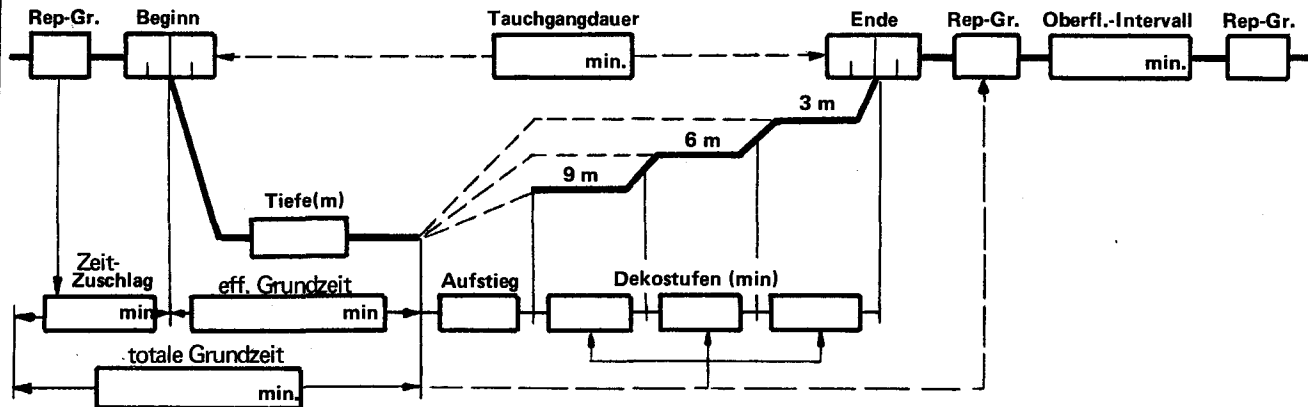 Rep-Gr. Beginn Tauchgangdauer Ende Rep-Gr. Oberfl.-Intervall Rep-Gr.
min. min.
3 m
6 m
9 m
Tiefe(m)
Zeit-
Zuschlag eff. Grundzeit Aufstieg Dekostufen (min)
min min
totale Grundzeit
min.